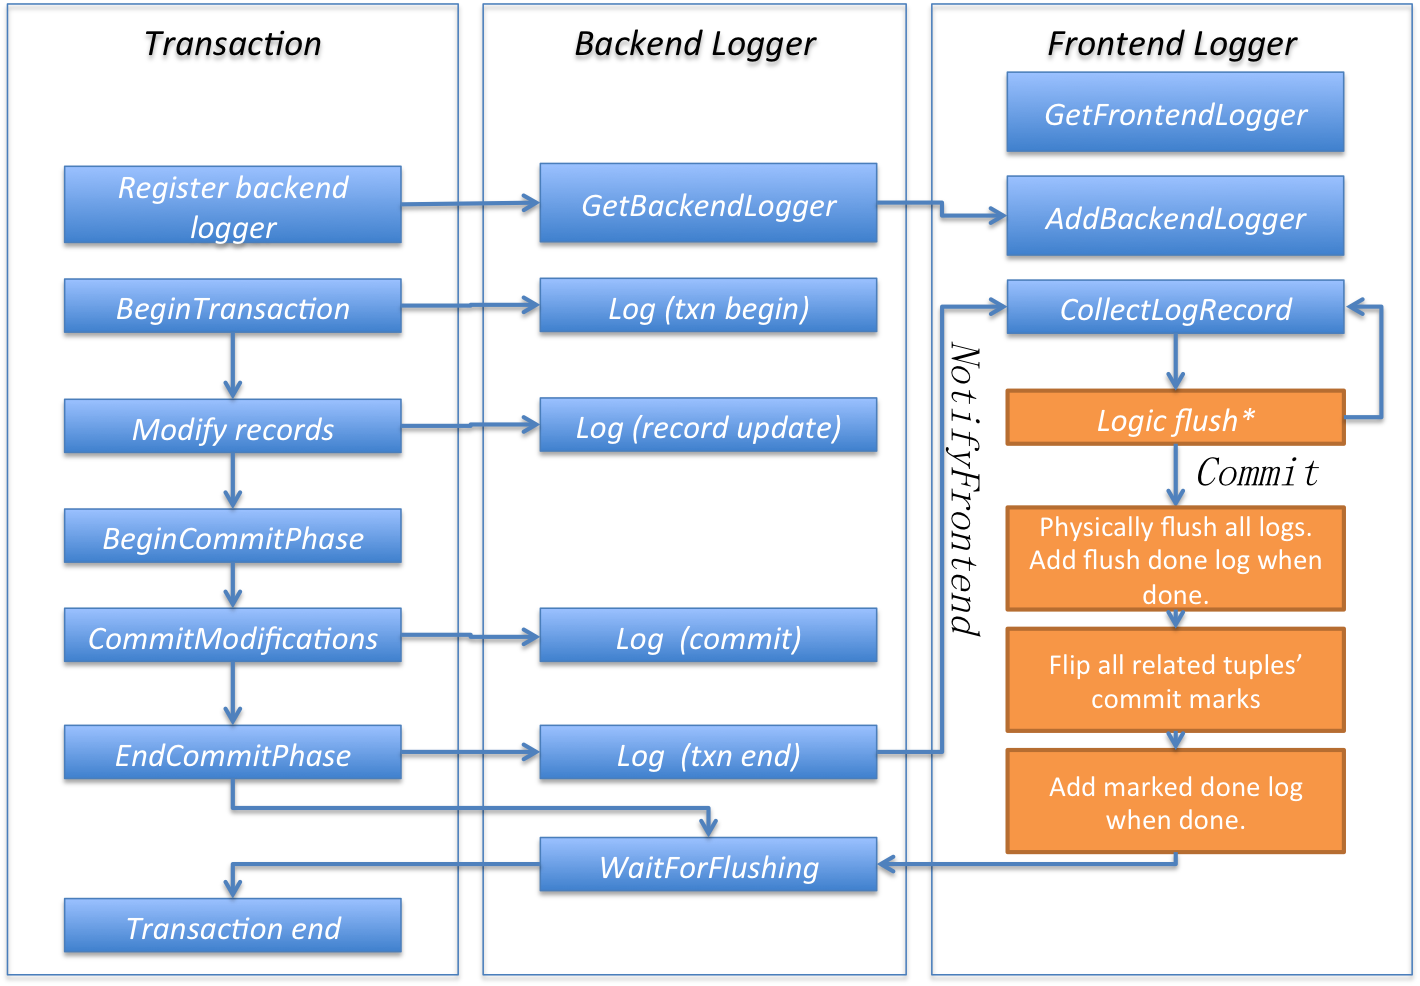 Transaction
Register backend
logger
BeginTransaction
Modify records
BeginCommitPhase
CommitModifications
EndCommitPhase
Transaction end
Backend Logger
GetBackendLogger
Log (txn begin)
Log (record update)
Log (commit)
Log (txn end)
WaitForFlushing
NotifyFrontend
Frontend Logger
GetFrontendLogger
AddBackendLogger
CollectLogRecord
Logic flush*
Commit
Physically flush all logs.
Add flush done log when
done.
Flip all related tuples’
commit marks
Add marked done log
when done.